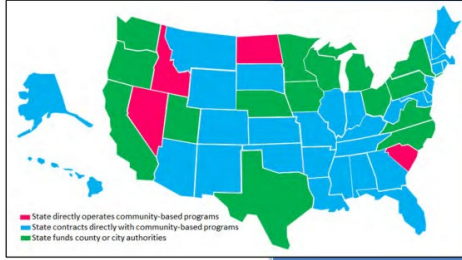 State directly operates community-based programs
State contracts directly with community-based programs
State funds county or city authorities